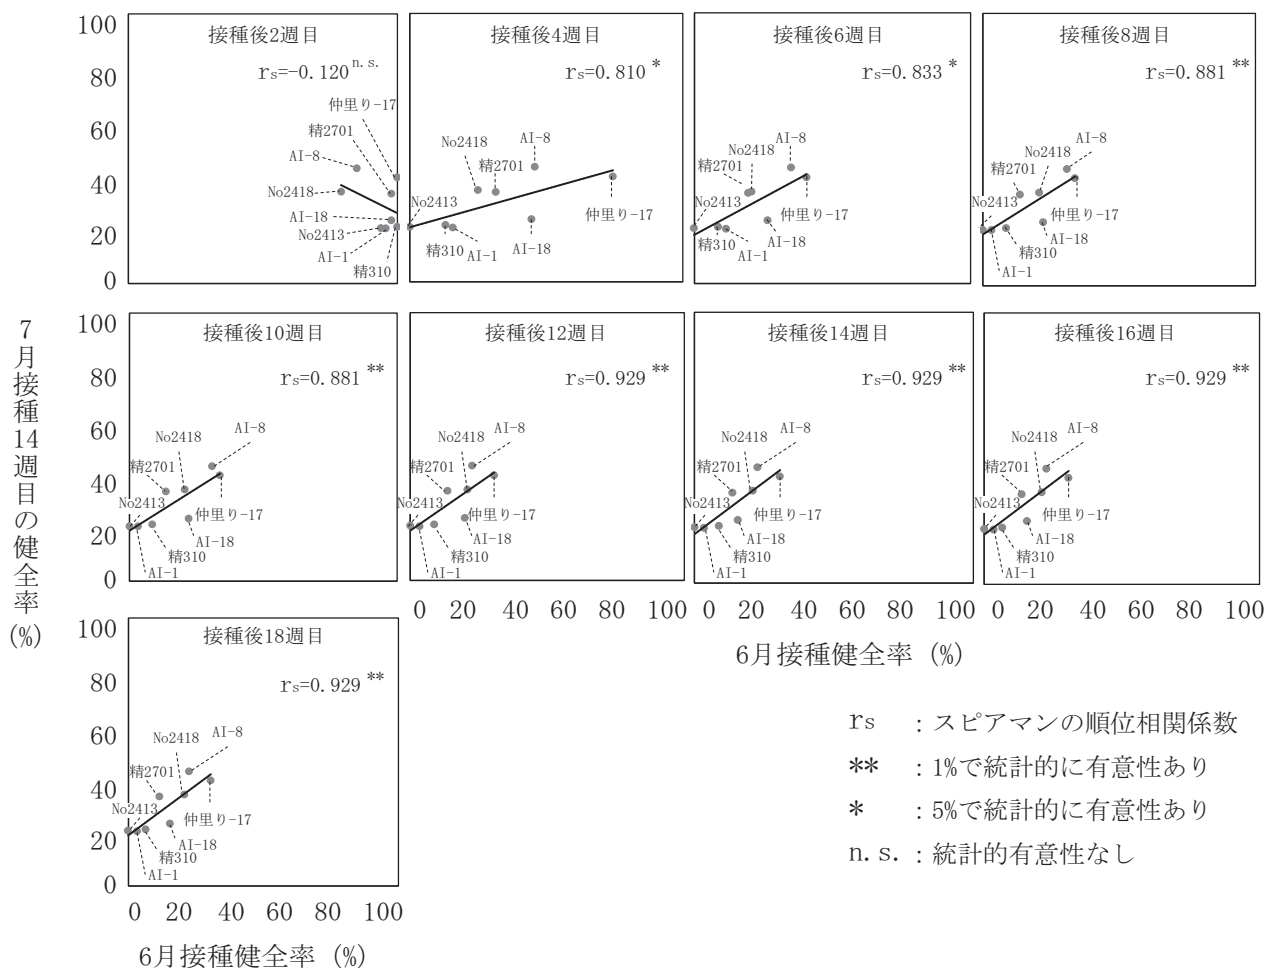 7月接種14週目の健全率(%)
100
80
60
40
20
0
接種後2週目
rs=-0.120n.s.
仲里り-17
精2701
AI-8
No2418
AI-18
No2413
AI-1
精310
接種後4週目
rs=0.810 *
AI-8
No2418
精2701
No2413
仲里り-17
精310
AI-1
AI-18
接種後6週目
rs=0.833 *
AI-8
No2418
精2701
No2413
仲里り-17
精310
AI-1
AI-18
接種後8週目
rs=0.881 **
AI-8
No2418
精2701
No2413
仲里り-17
精310
AI-18
AI-1
100
80
60
40
20
0
接種後10週目
rs=0.881 **
AI-8
No2418
精2701
No2413
仲里り-17
AI-18
精310
AI-1
接種後12週目
rs=0.929 **
AI-8
No2418
精2701
No2413
仲里り-17
AI-18
精310
AI-1
接種後14週目
rs=0.929 **
AI-8
No2418
精2701
No2413
仲里り-17
AI-18
精310
AI-1
接種後16週目
rs=0.929 **
AI-8
No2418
精2701
No2413
仲里り-17
AI-18
精310
AI-1
0 20 40 60 80 100
0 20 40 60 80 100
0 20 40 60 80 100
6月接種健全率 (%)
100
80
60
40
20
0
接種後18週目
rs=0.929 **
No2418
AI-8
精2701
No2413
仲里り-17
AI-18
精310
AI-1
0 20 40 60 80 100
6月接種健全率 (%)
rs :スピアマンの順位相関係数
** :1%で統計的に有意性あり
* :5%で統計的に有意性あり
n.s. :統計的有意性なし